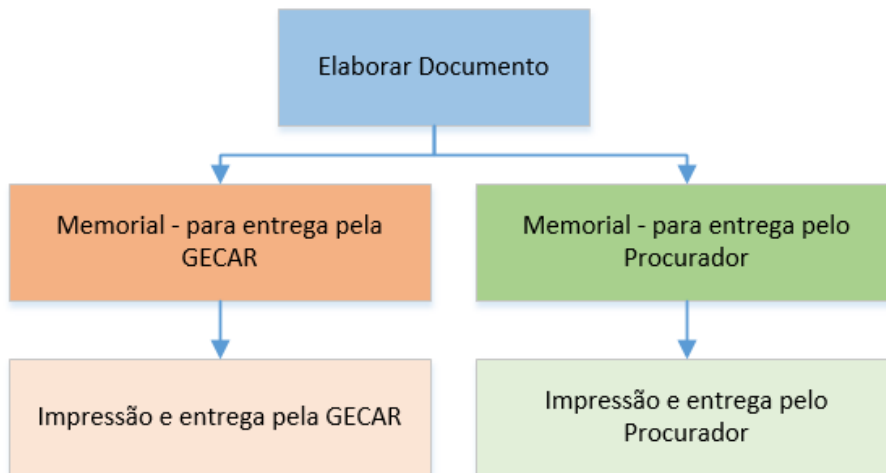 Elaborar Documento
Memorial - para entrega pela
GECAR
Memorial - para entrega pelo
Procurador
Impressão e entrega pela GECAR
Impressão e entrega pelo
Procurador